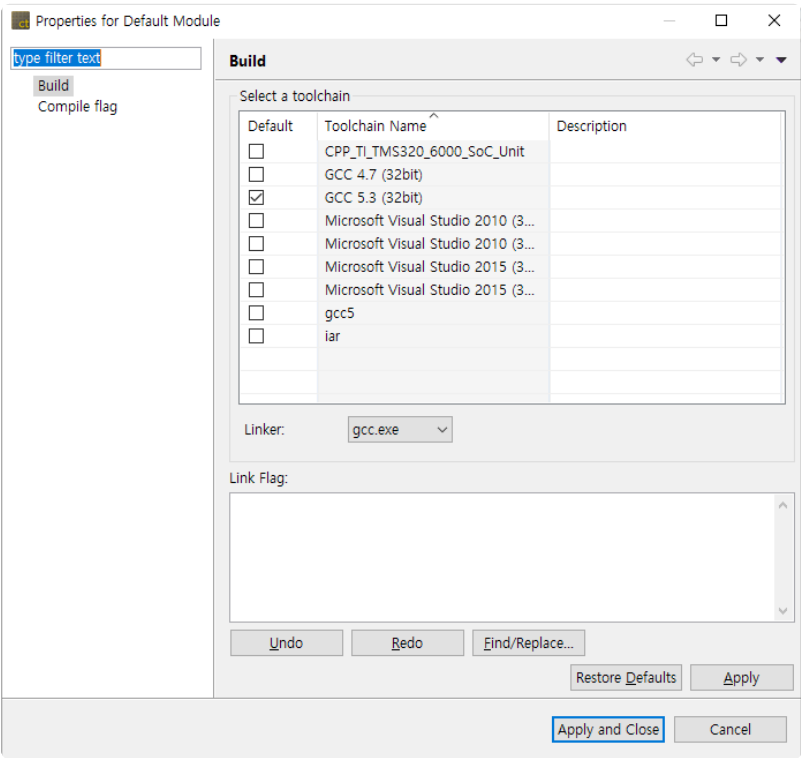 ct Properties for Default Module
type filter text
Build
Compile flag
Build
Select a toolchain
Default Toolchain Name Description
CPP_TI_TMS320_6000_SoC_Unit
GCC 4.7 (32bit)
GCC 5.3 (32bit)
Microsoft Visual Studio 2010 (3...
Microsoft Visual Studio 2010 (3...
Microsoft Visual Studio 2015 (3...
Microsoft Visual Studio 2015 (3...
gcc5
iar
Linker: gcc.exe
Link Flag:
Undo Redo Find/Replace...
Restore Defaults Apply
Apply and Close Cancel